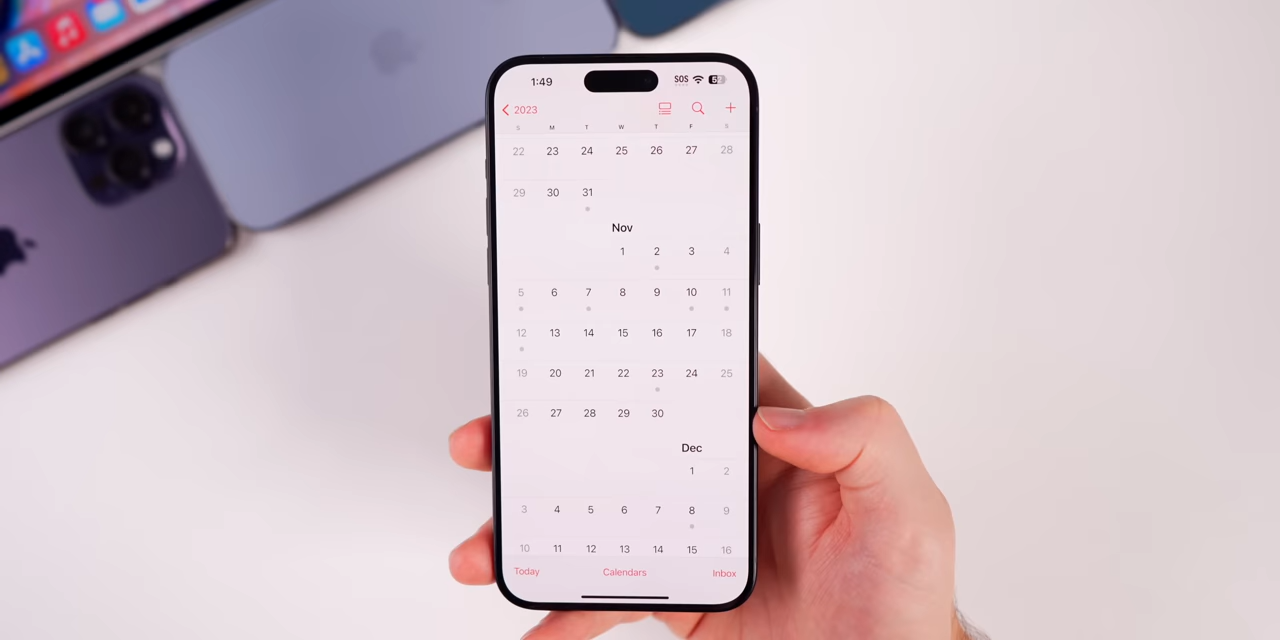 1:49 SOS 52
2023
S M T W T F S
22 23 24 25 26 27 28
29 30 31
Nov
1 2 3 4
5 6 7 8 9 10 11
12 13 14 15 16 17 18
19 20 21 22 23 24 25
26 27 28 29 30
Dec
1 2
3 4 5 6 7 8 9
10 11 12 13 14 15 16
Today Calendars Inbox